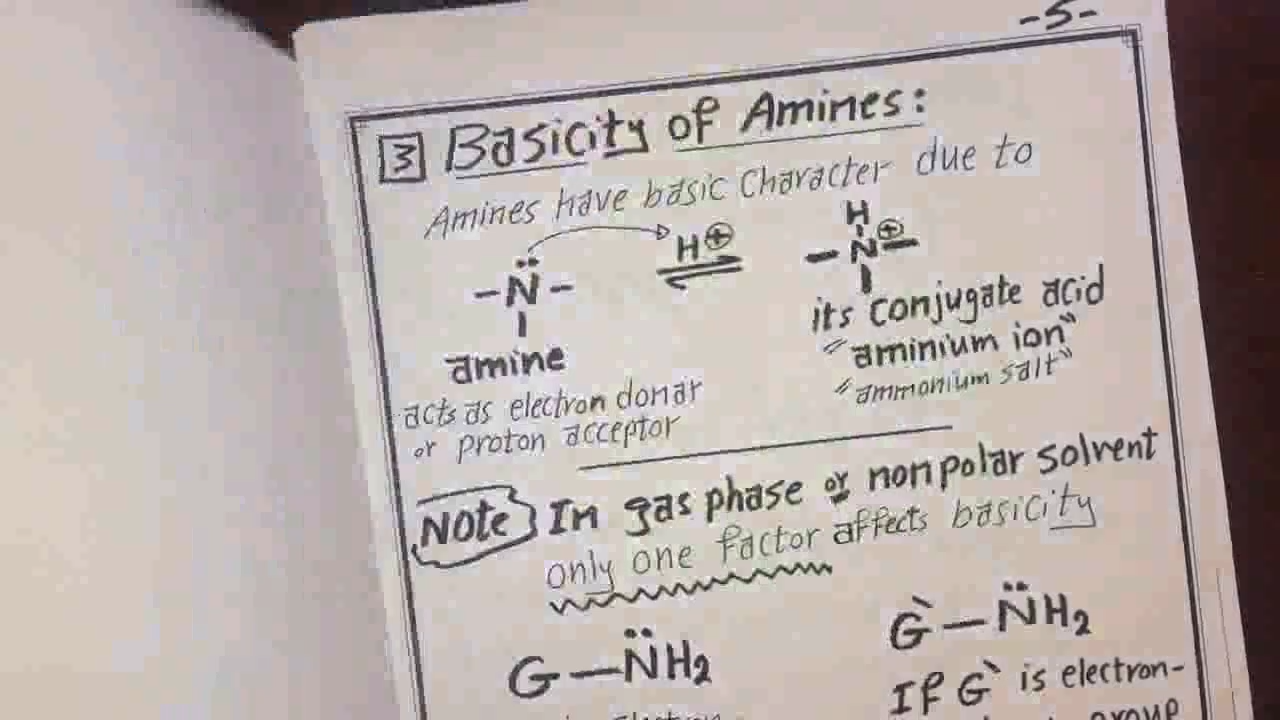 -5-
3 Basicity of Amines:
Amines have basic character due to
-N̈- H⊕ ⇌ H -N⊕-
amine
its conjugate acid
"aminium ion"
"ammonium salt"
acts as electron donar
or proton acceptor
Note In gas phase or nonpolar solvent
only one factor affects basicity
G—N̈H₂ G`—N̈H₂
If G` is electron-
group